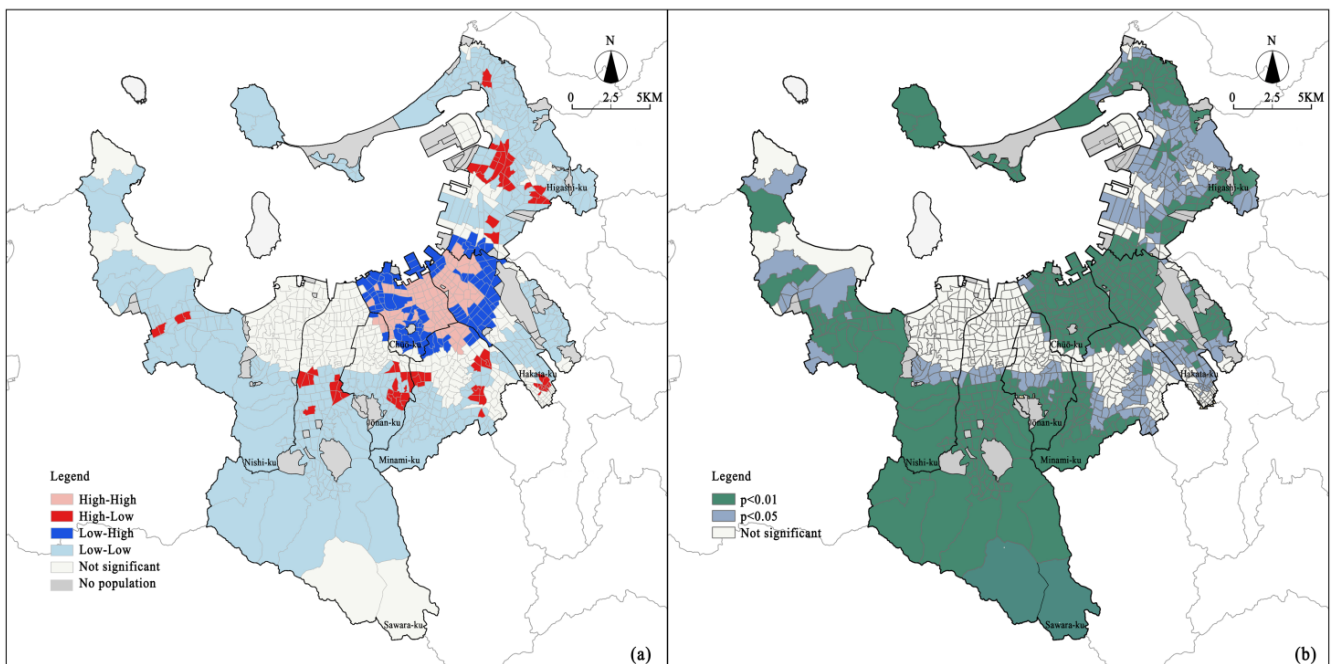 N
0 2.5 5KM
Higashi-ku
Chūō-ku
Hakata-ku
Jōnan-ku
Nishi-ku
Minami-ku
Legend
High-High
High-Low
Low-High
Low-Low
Not significant
No population
Sawara-ku
(a)
N
0 2.5 5KM
Higashi-ku
Chūō-ku
Hakata-ku
Jōnan-ku
Nishi-ku
Minami-ku
Legend
p<0.01
p<0.05
Not significant
Sawara-ku
(b)